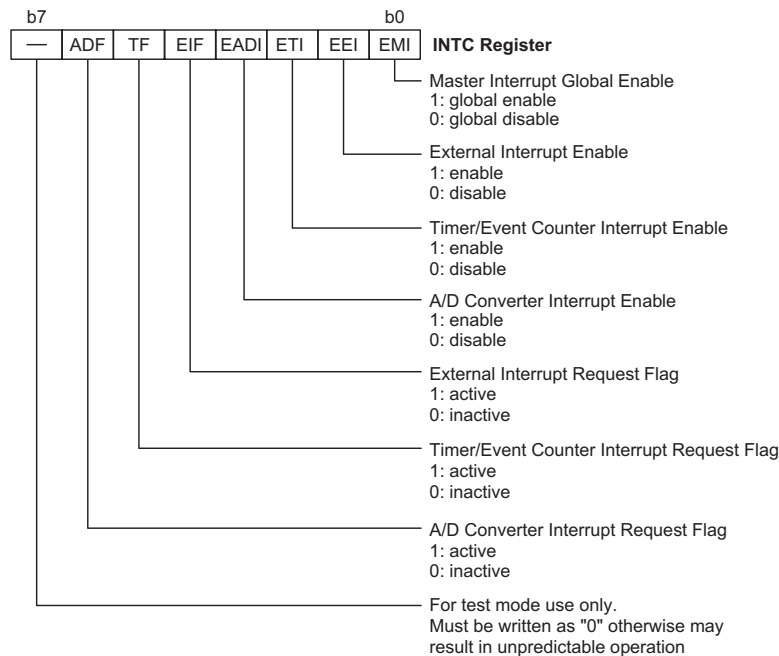 b7 b0
— ADF TF EIF EADI ETI EEI EMI INTC Register
Master Interrupt Global Enable
1: global enable
0: global disable
External Interrupt Enable
1: enable
0: disable
Timer/Event Counter Interrupt Enable
1: enable
0: disable
A/D Converter Interrupt Enable
1: enable
0: disable
External Interrupt Request Flag
1: active
0: inactive
Timer/Event Counter Interrupt Request Flag
1: active
0: inactive
A/D Converter Interrupt Request Flag
1: active
0: inactive
For test mode use only.
Must be written as "0" otherwise may
result in unpredictable operation